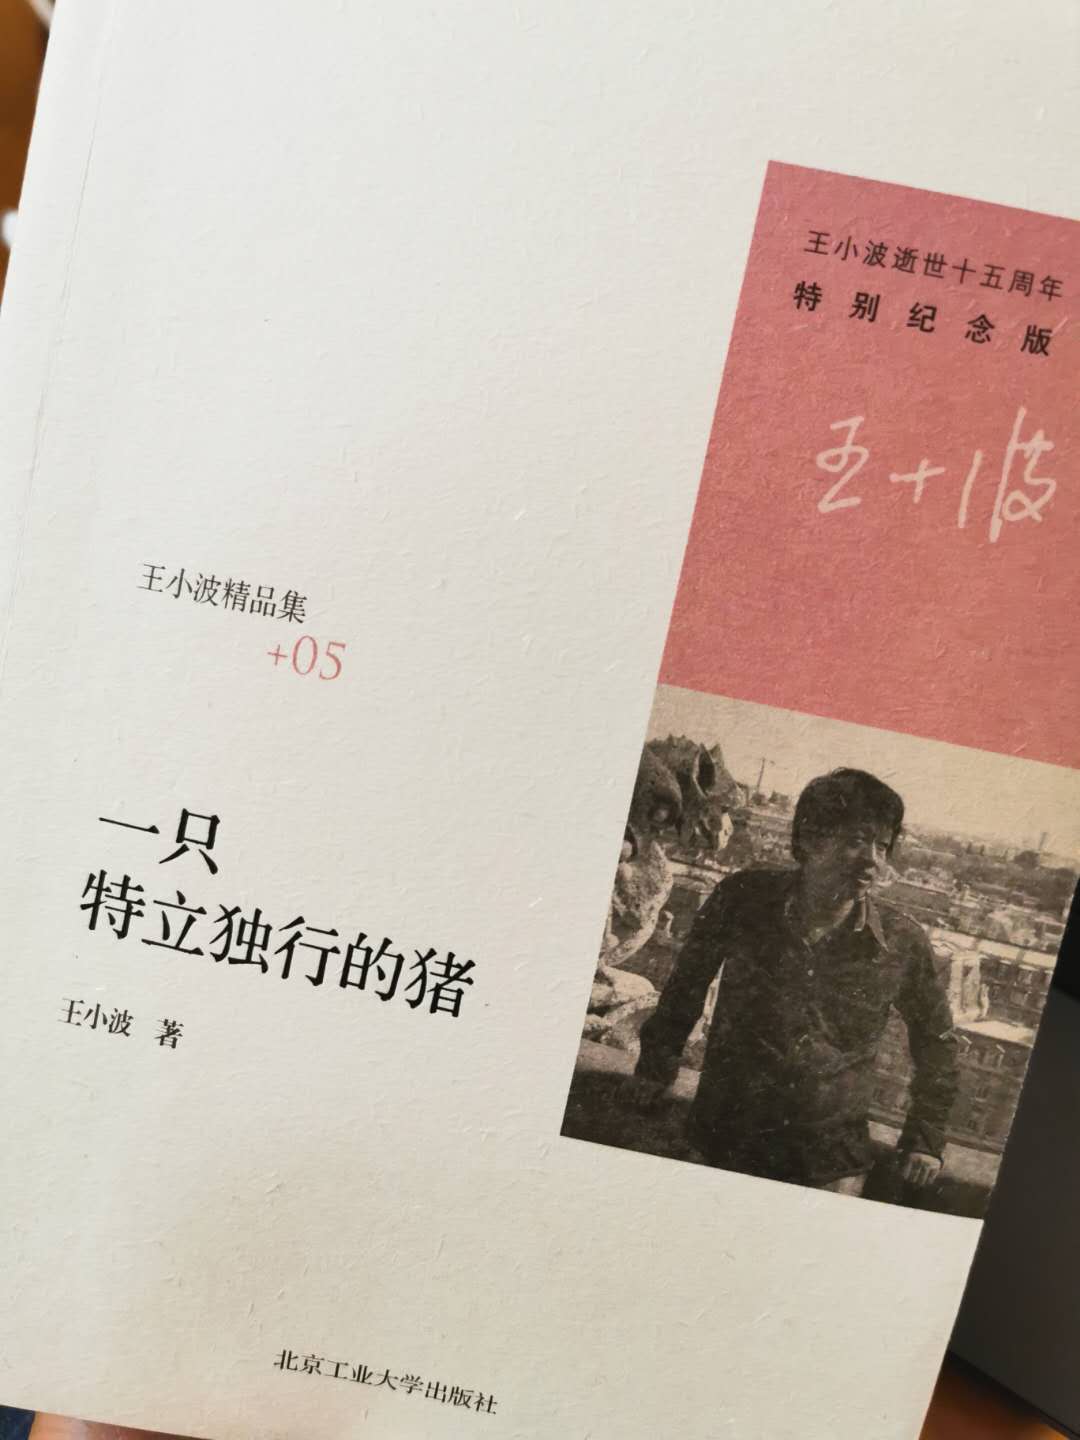 王小波逝世十五周年
特别纪念版
王小波
王小波精品集
+05
一只
特立独行的猪
王小波 著
北京工业大学出版社